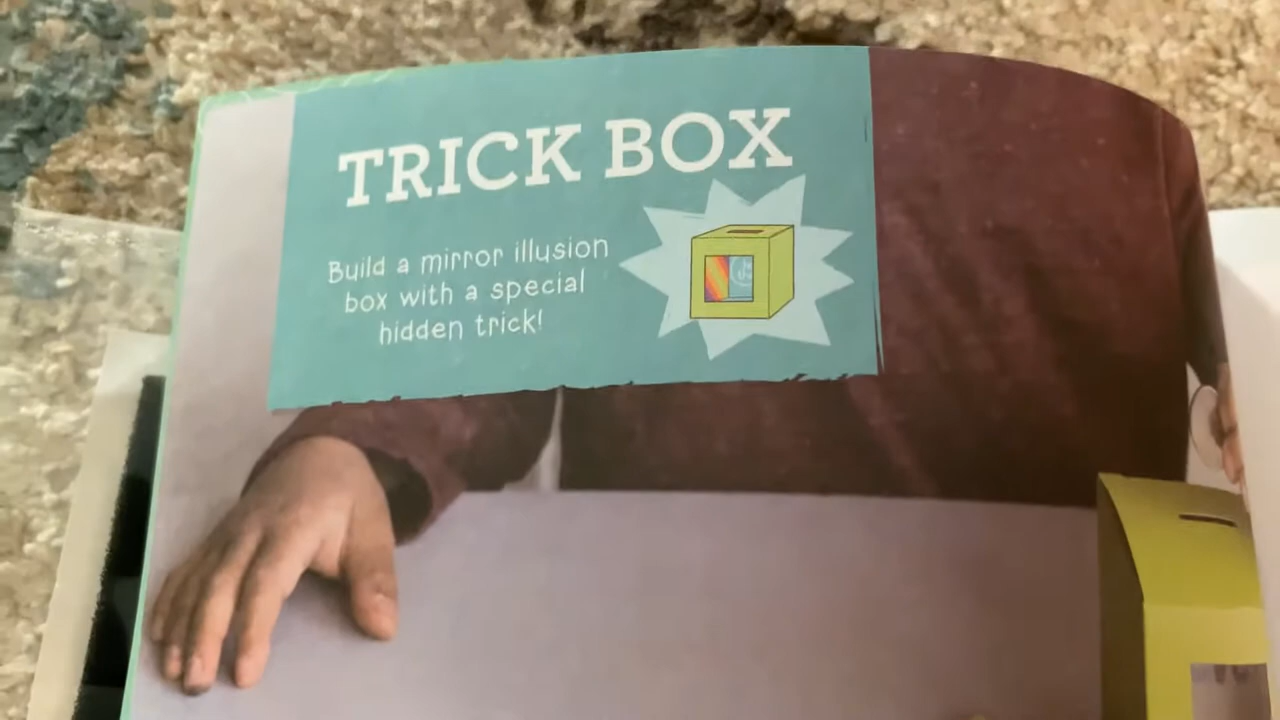 TRICK BOX
Build a mirror illusion
box with a special
hidden trick!